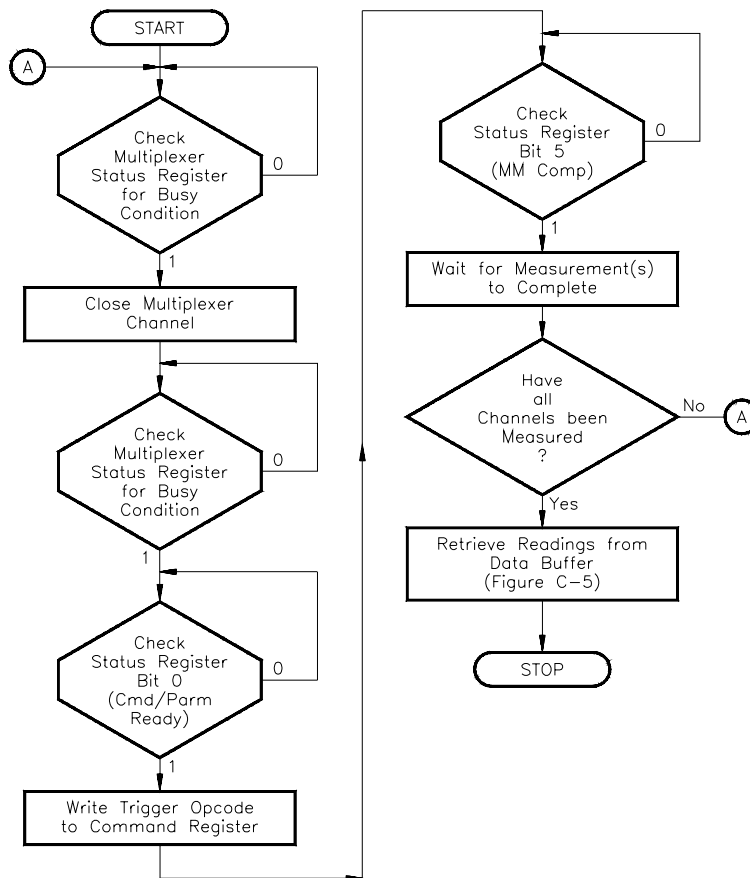 START
A
Check
Multiplexer
Status Register
for Busy
Condition
0
1
Close Multiplexer
Channel
Check
Multiplexer
Status Register
for Busy
Condition
0
1
Check
Status Register
Bit 0
(Cmd/Parm
Ready)
0
1
Write Trigger Opcode
to Command Register
Check
Status Register
Bit 5
(MM Comp)
0
1
Wait for Measurement(s)
to Complete
Have
all
Channels been
Measured
?
No
A
Yes
Retrieve Readings from
Data Buffer
(Figure C-5)
STOP